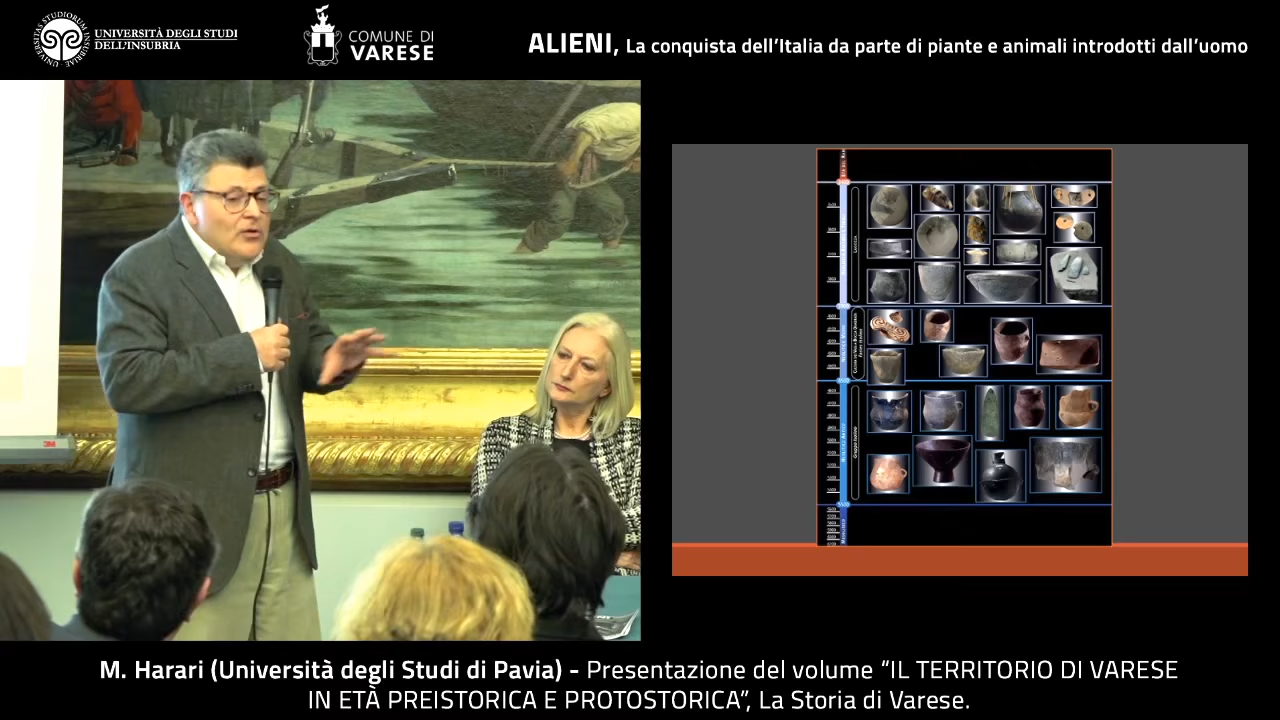 UNIVERSITÀ DEGLI STUDI
DELL'INSUBRIA
COMUNE DI
VARESE
ALIENI, La conquista dell'Italia da parte di piante e animali introdotti dall'uomo
3M
M. Harari (Università degli Studi di Pavia) - Presentazione del volume “IL TERRITORIO DI VARESE
IN ETÀ PREISTORICA E PROTOSTORICA”, La Storia di Varese.